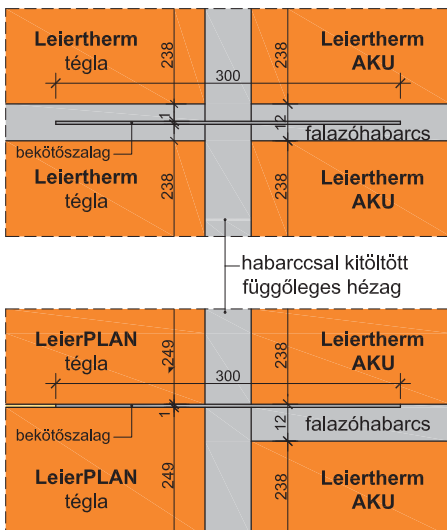 Leiertherm
tégla
238
Leiertherm
AKU
300
1
12
falazóhabarcs
bekötőszalag
Leiertherm
tégla
238
238
Leiertherm
AKU
habarccsal kitöltött
függőleges hézag
LeierPLAN
tégla
249
238
Leiertherm
AKU
300
bekötőszalag
1
12
falazóhabarcs
LeierPLAN
tégla
249
238
Leiertherm
AKU